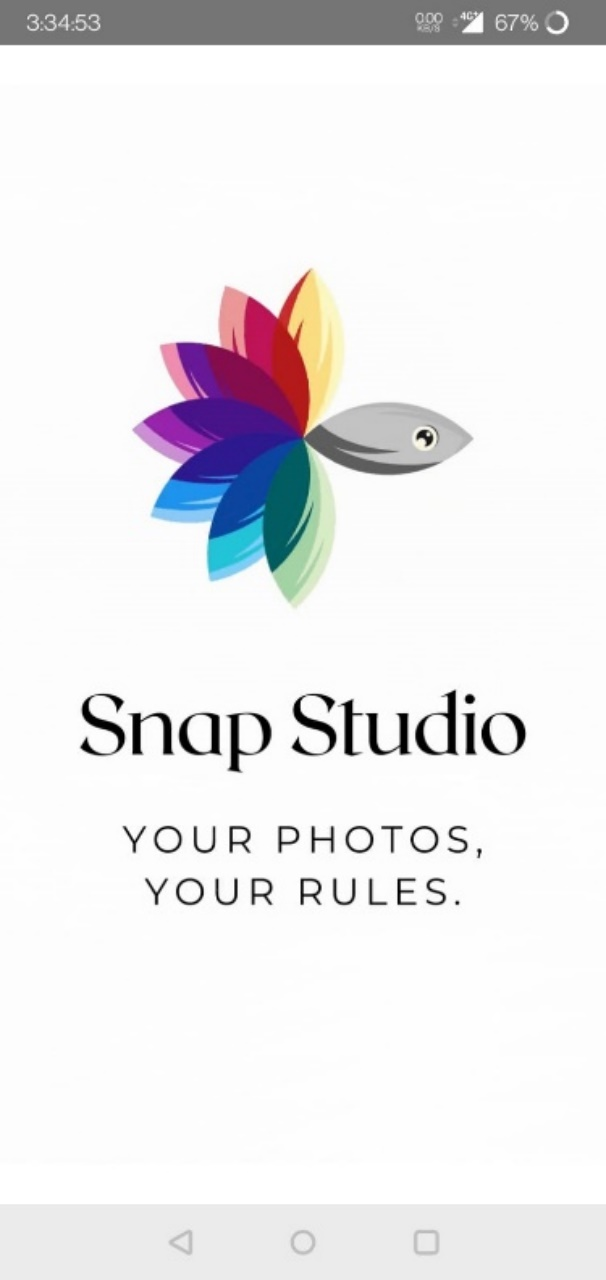 3:34:53
0.00
KB/S
4G+
67%
Snap Studio
YOUR PHOTOS,
YOUR RULES.